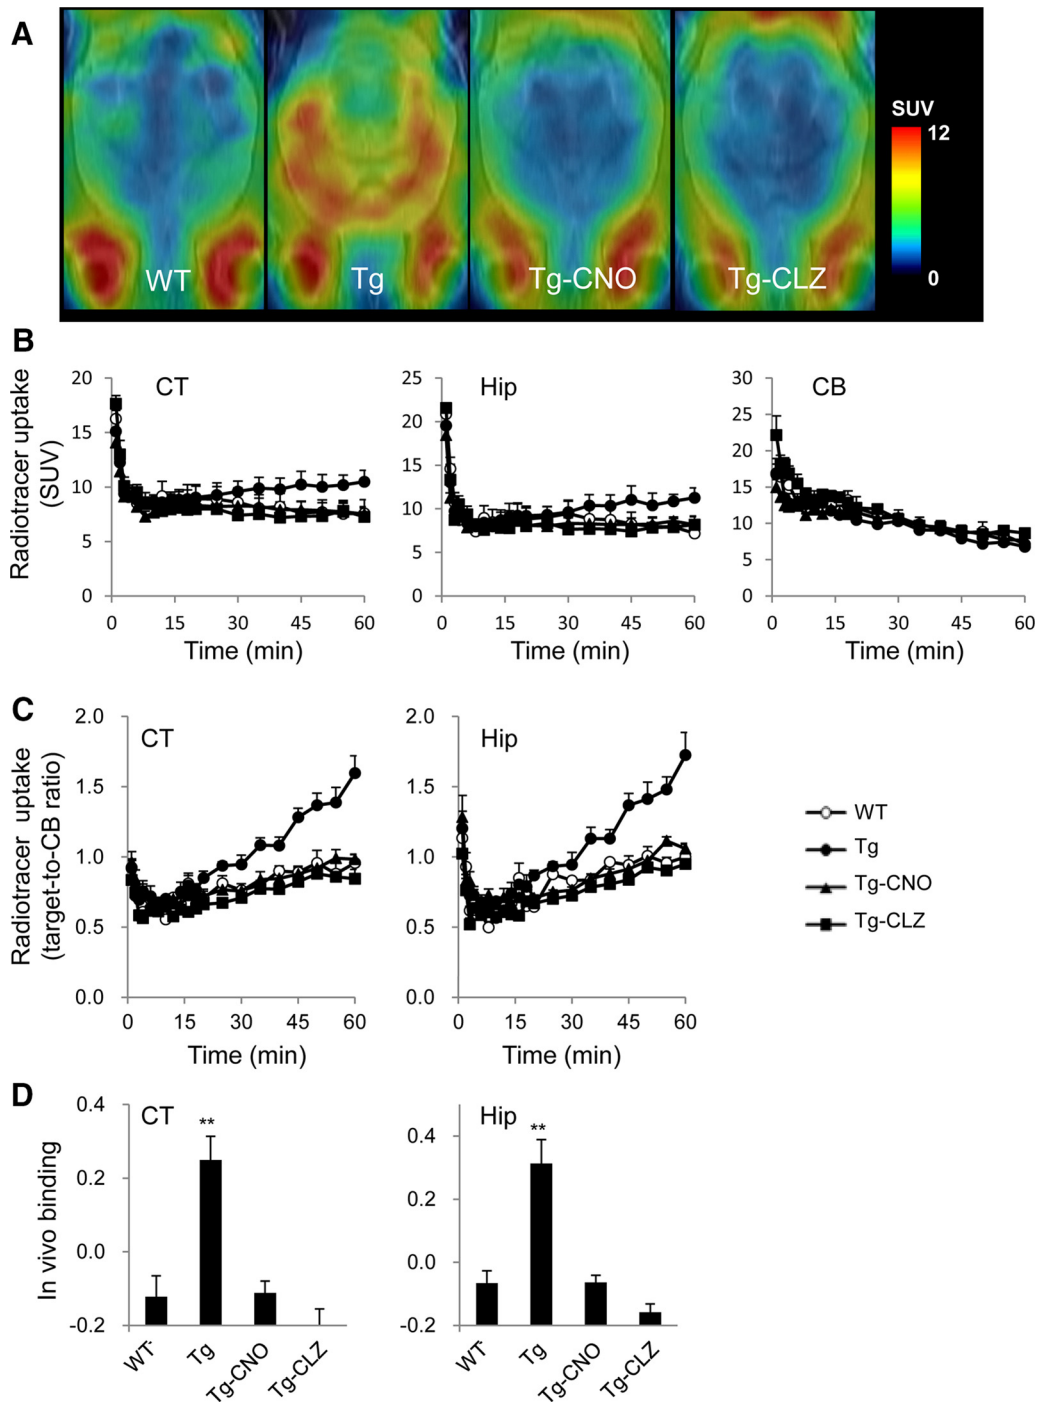 A
WT
Tg
Tg-CNO
Tg-CLZ
SUV
12
0
B
Radiotracer uptake
(SUV)
CT
20
15
10
5
0
0 15 30 45 60
Time (min)
Hip
25
20
15
10
5
0
0 15 30 45 60
Time (min)
CB
30
25
20
15
10
5
0
0 15 30 45 60
Time (min)
C
Radiotracer uptake
(target-to-CB ratio)
CT
2.0
1.5
1.0
0.5
0.0
0 15 30 45 60
Time (min)
Hip
2.0
1.5
1.0
0.5
0.0
0 15 30 45 60
Time (min)
WT
Tg
Tg-CNO
Tg-CLZ
D
In vivo binding
CT
0.4
0.2
0.0
-0.2
**
WT
Tg
Tg-CNO
Tg-CLZ
Hip
0.4
0.2
0.0
-0.2
**
WT
Tg
Tg-CNO
Tg-CLZ